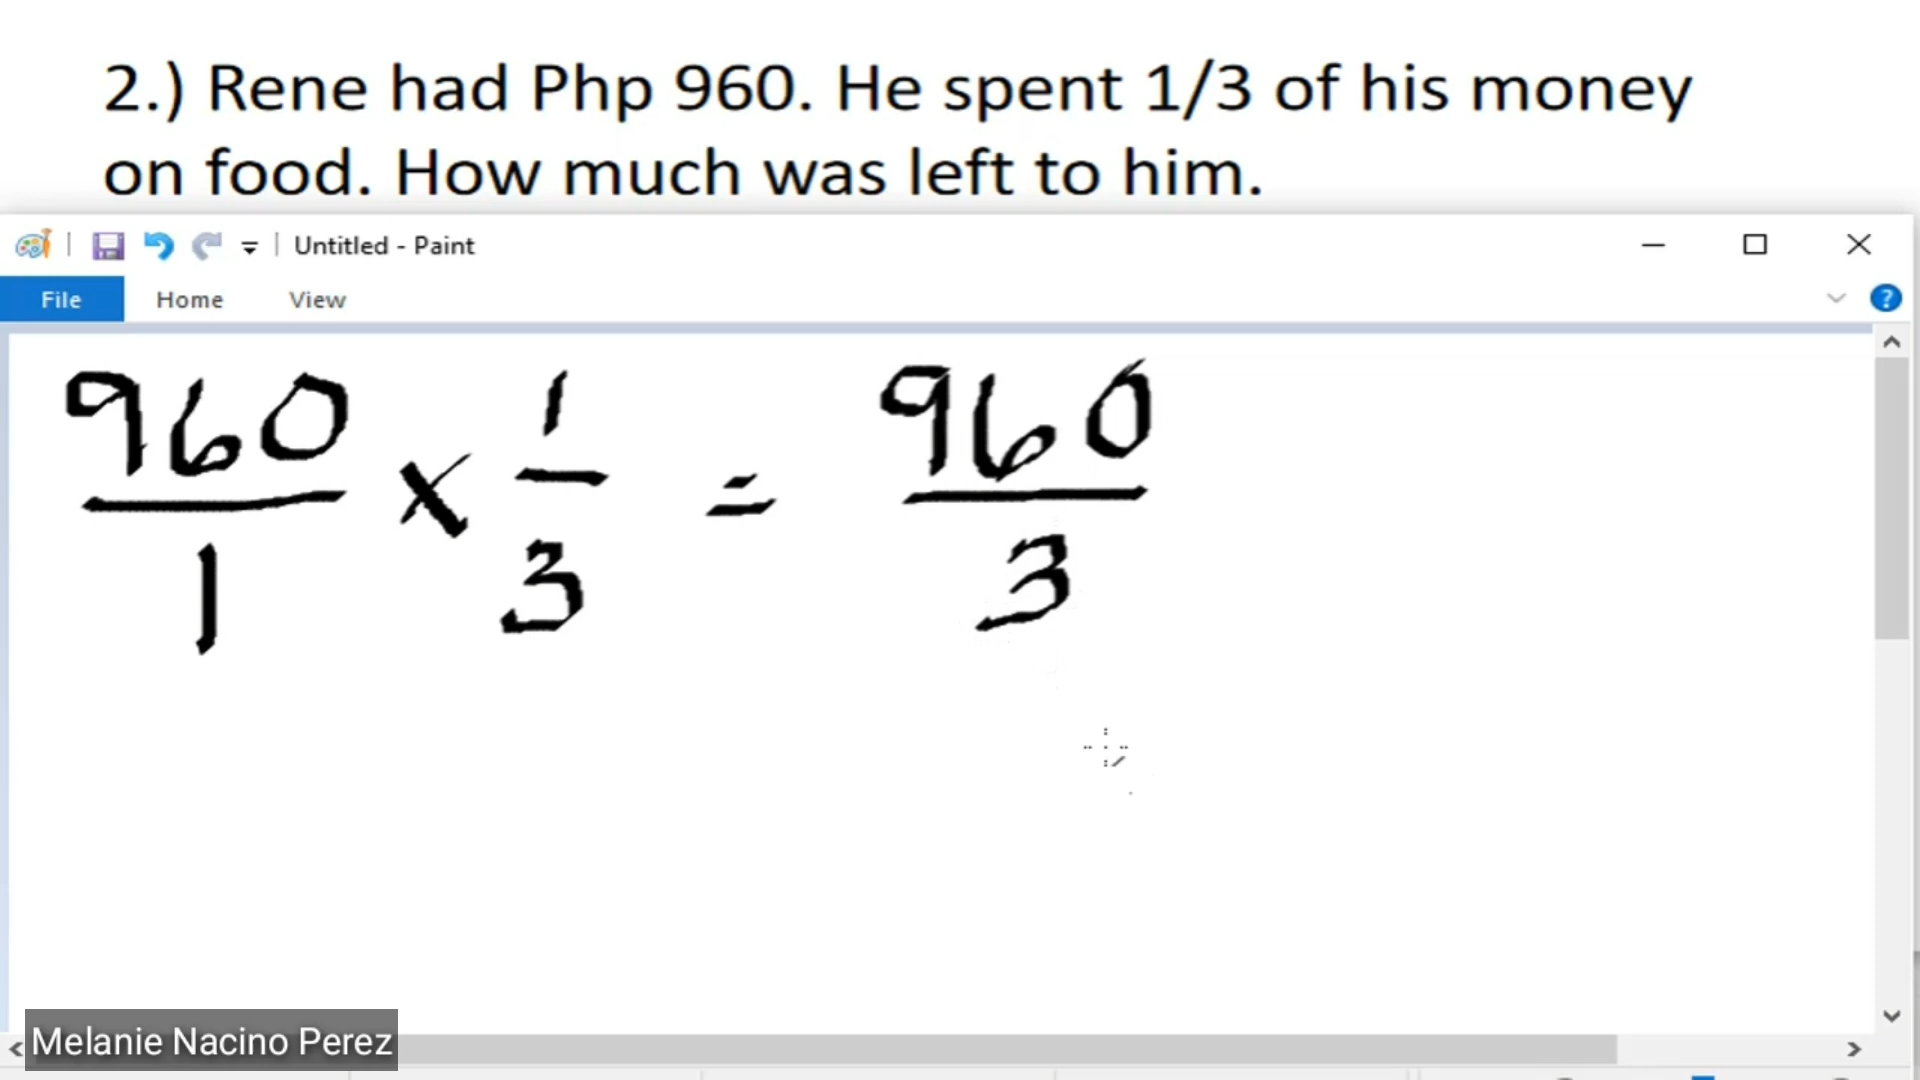 2.) Rene had Php 960. He spent 1/3 of his money
on food. How much was left to him.
Untitled - Paint
File Home View
960/1 x 1/3 = 960/3
Melanie Nacino Perez